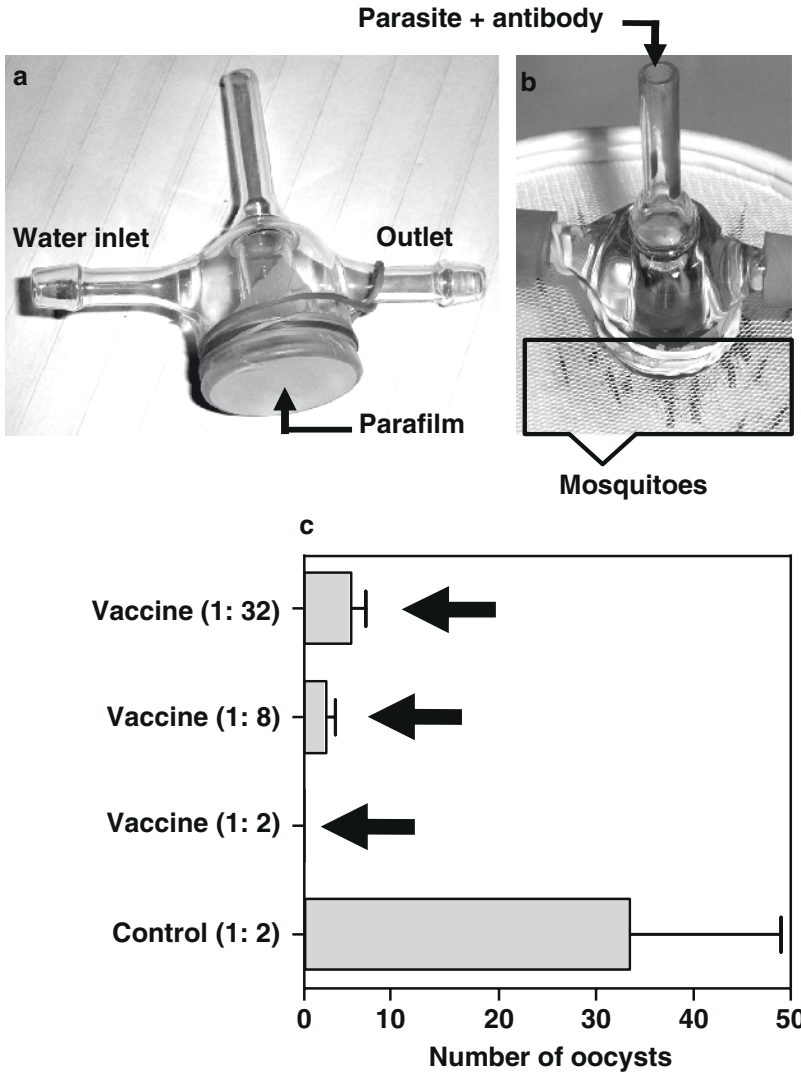 Parasite + antibody
a
b
Water inlet
Outlet
Parafilm
Mosquitoes
c
Vaccine (1: 32)
Vaccine (1: 8)
Vaccine (1: 2)
Control (1: 2)
0 10 20 30 40 50
Number of oocysts